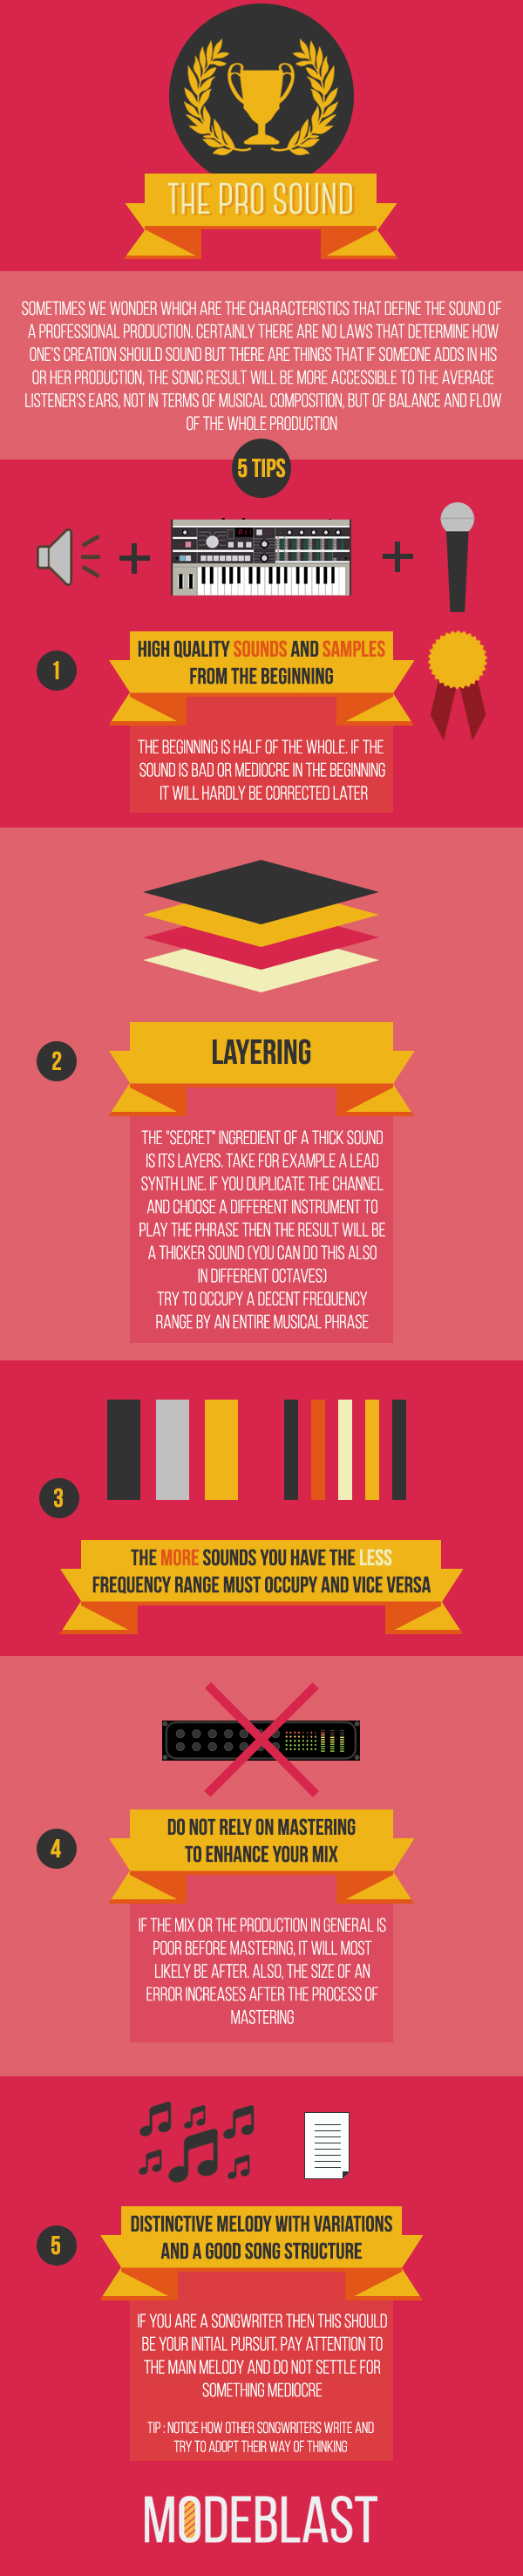 THE PRO SOUND
SOMETIMES WE WONDER WHICH ARE THE CHARACTERISTICS THAT DEFINE THE SOUND OF
A PROFESSIONAL PRODUCTION. CERTAINLY THERE ARE NO LAWS THAT DETERMINE HOW
ONE'S CREATION SHOULD SOUND BUT THERE ARE THINGS THAT IF SOMEONE ADDS IN HIS
OR HER PRODUCTION, THE SONIC RESULT WILL BE MORE ACCESSIBLE TO THE AVERAGE
LISTENER'S EARS, NOT IN TERMS OF MUSICAL COMPOSITION, BUT OF BALANCE AND FLOW
OF THE WHOLE PRODUCTION
5 TIPS
1
HIGH QUALITY SOUNDS AND SAMPLES
FROM THE BEGINNING
THE BEGINNING IS HALF OF THE WHOLE. IF THE
SOUND IS BAD OR MEDIOCRE IN THE BEGINNING
IT WILL HARDLY BE CORRECTED LATER
2
LAYERING
THE "SECRET" INGREDIENT OF A THICK SOUND
IS ITS LAYERS. TAKE FOR EXAMPLE A LEAD
SYNTH LINE. IF YOU DUPLICATE THE CHANNEL
AND CHOOSE A DIFFERENT INSTRUMENT TO
PLAY THE PHRASE THEN THE RESULT WILL BE
A THICKER SOUND (YOU CAN DO THIS ALSO
IN DIFFERENT OCTAVES)
TRY TO OCCUPY A DECENT FREQUENCY
RANGE BY AN ENTIRE MUSICAL PHRASE
3
THE MORE SOUNDS YOU HAVE THE LESS
FREQUENCY RANGE MUST OCCUPY AND VICE VERSA
4
DO NOT RELY ON MASTERING
TO ENHANCE YOUR MIX
IF THE MIX OR THE PRODUCTION IN GENERAL IS
POOR BEFORE MASTERING, IT WILL MOST
LIKELY BE AFTER. ALSO, THE SIZE OF AN
ERROR INCREASES AFTER THE PROCESS OF
MASTERING
5
DISTINCTIVE MELODY WITH VARIATIONS
AND A GOOD SONG STRUCTURE
IF YOU ARE A SONGWRITER THEN THIS SHOULD
BE YOUR INITIAL PURSUIT. PAY ATTENTION TO
THE MAIN MELODY AND DO NOT SETTLE FOR
SOMETHING MEDIOCRE
TIP : NOTICE HOW OTHER SONGWRITERS WRITE AND
TRY TO ADOPT THEIR WAY OF THINKING
MODEBLAST